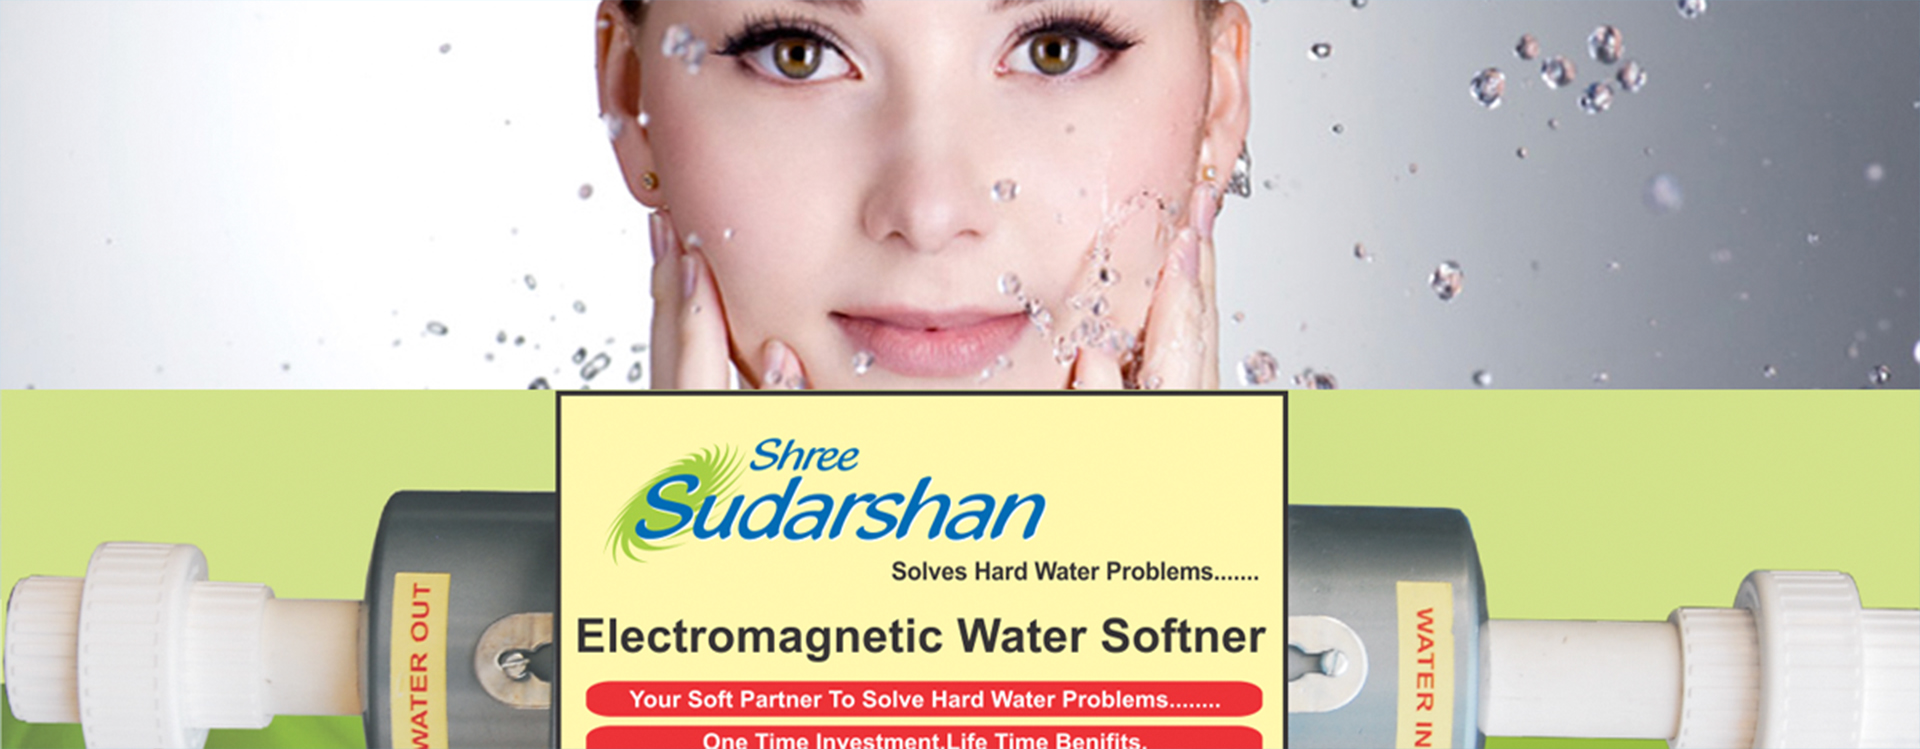 Shree
Sudarshan
Solves Hard Water Problems.......
Electromagnetic Water Softner
Your Soft Partner To Solve Hard Water Problems........
One Time Investment.Life Time Benifits.
WATER OUT
WATER IN